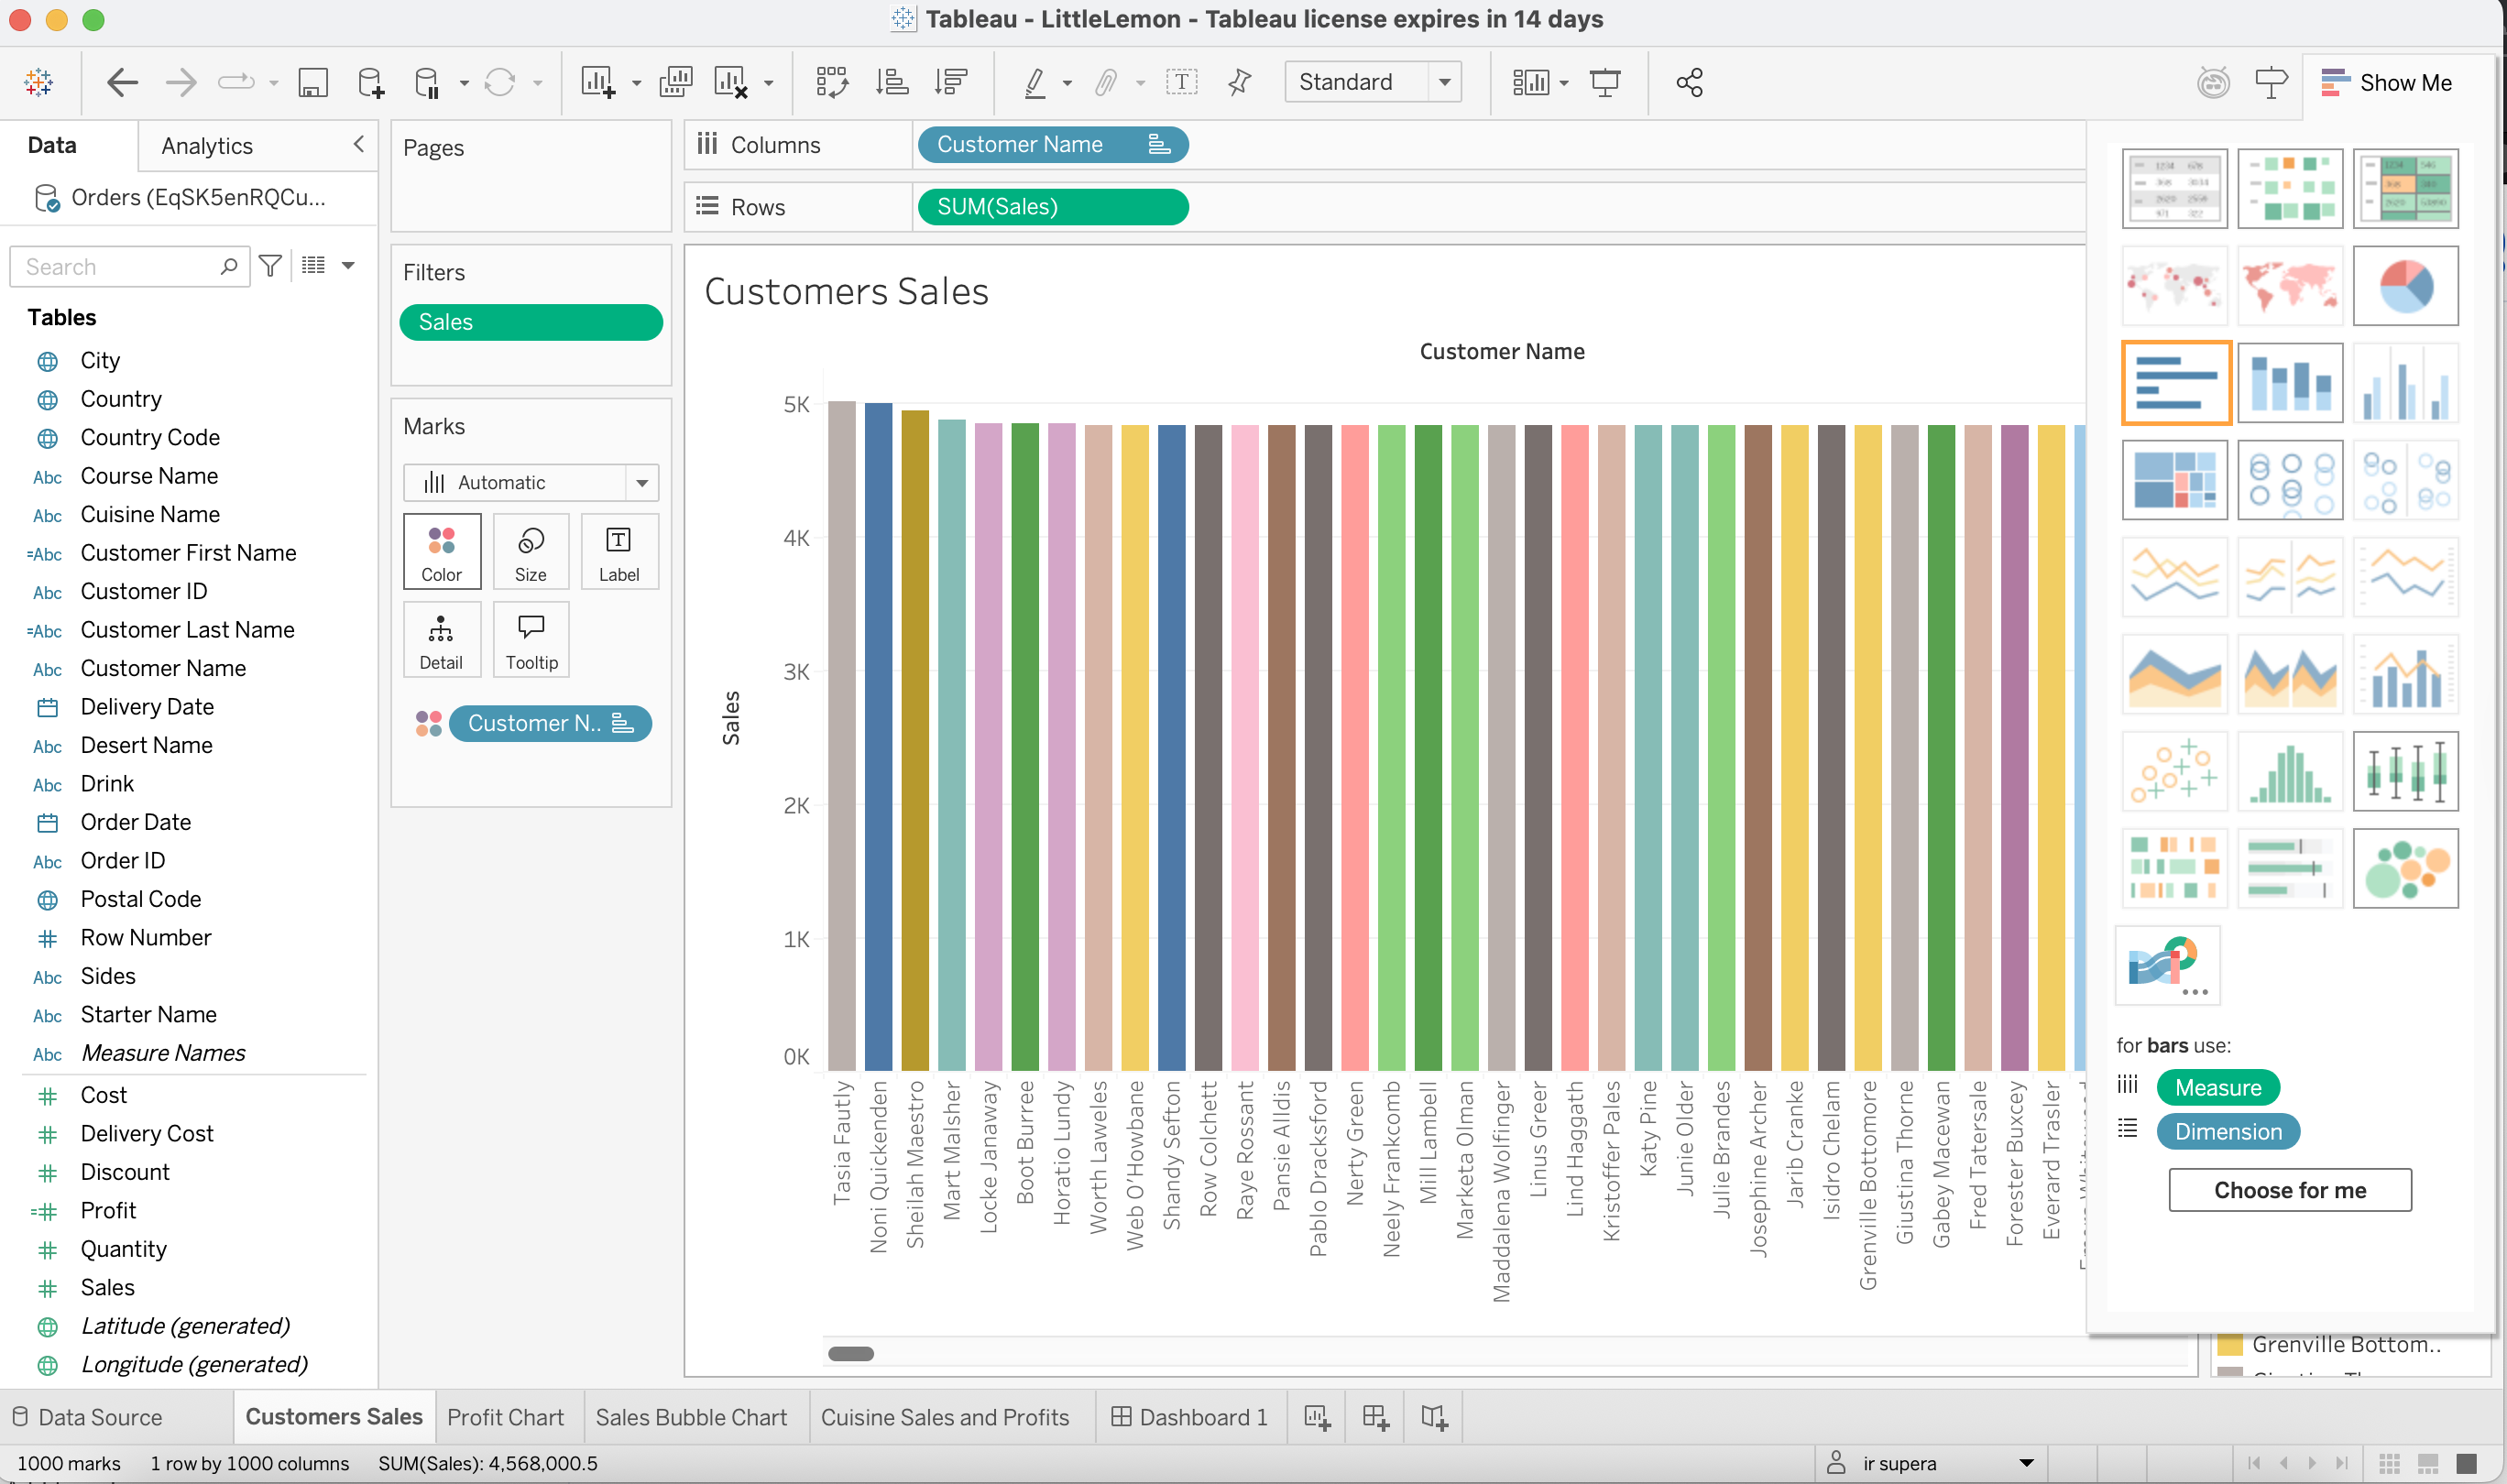 Tableau - LittleLemon - Tableau license expires in 14 days
Standard
Show Me
Data
Analytics
Orders (EqSK5enRQCu...
Search
Tables
City
Country
Country Code
Course Name
Cuisine Name
Customer First Name
Customer ID
Customer Last Name
Customer Name
Delivery Date
Desert Name
Drink
Order Date
Order ID
Postal Code
Row Number
Sides
Starter Name
Measure Names
Cost
Delivery Cost
Discount
Profit
Quantity
Sales
Latitude (generated)
Longitude (generated)
Pages
Filters
Sales
Marks
Automatic
Color
Size
Label
Detail
Tooltip
Customer N..
Columns
Customer Name
Rows
SUM(Sales)
Customers Sales
Customer Name
Sales
5K
4K
3K
2K
1K
0K
Tasia Fautly
Noni Quickenden
Sheilah Maestro
Mart Malsher
Locke Janaway
Boot Burree
Horatio Lundy
Worth Laweles
Web O'Howbane
Shandy Sefton
Row Colchett
Raye Rossant
Pansie Alldis
Pablo Dracksford
Nerty Green
Neely Frankcomb
Mill Lambell
Marketa Olman
Maddalena Wolfinger
Linus Greer
Lind Haggath
Kristoffer Pales
Katy Pine
Junie Older
Julie Brandes
Josephine Archer
Jarib Cranke
Isidro Chelam
Grenville Bottomore
Giustina Thorne
Gabey Macewan
Fred Tatersale
Forester Buxcey
Everard Trasler
for bars use:
Measure
Dimension
Choose for me
Grenville Bottom..
Data Source
Customers Sales
Profit Chart
Sales Bubble Chart
Cuisine Sales and Profits
Dashboard 1
1000 marks
1 row by 1000 columns
SUM(Sales): 4,568,000.5
ir supera